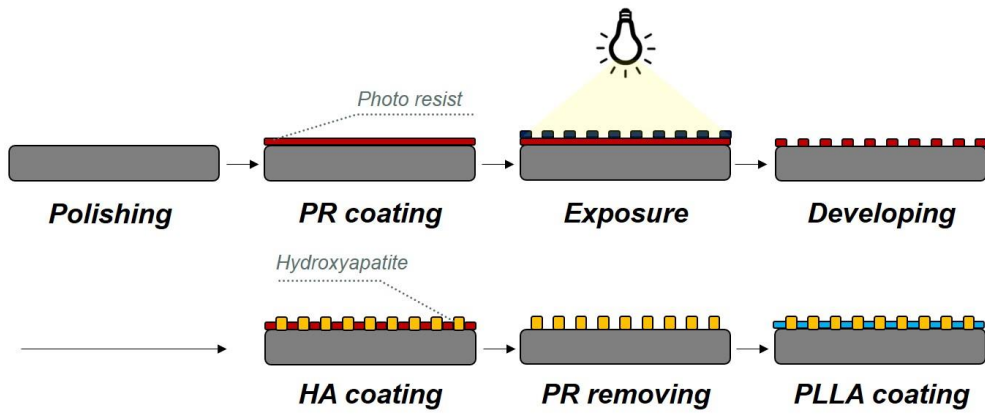 Photo resist
Polishing
PR coating
Exposure
Developing
Hydroxyapatite
HA coating
PR removing
PLLA coating